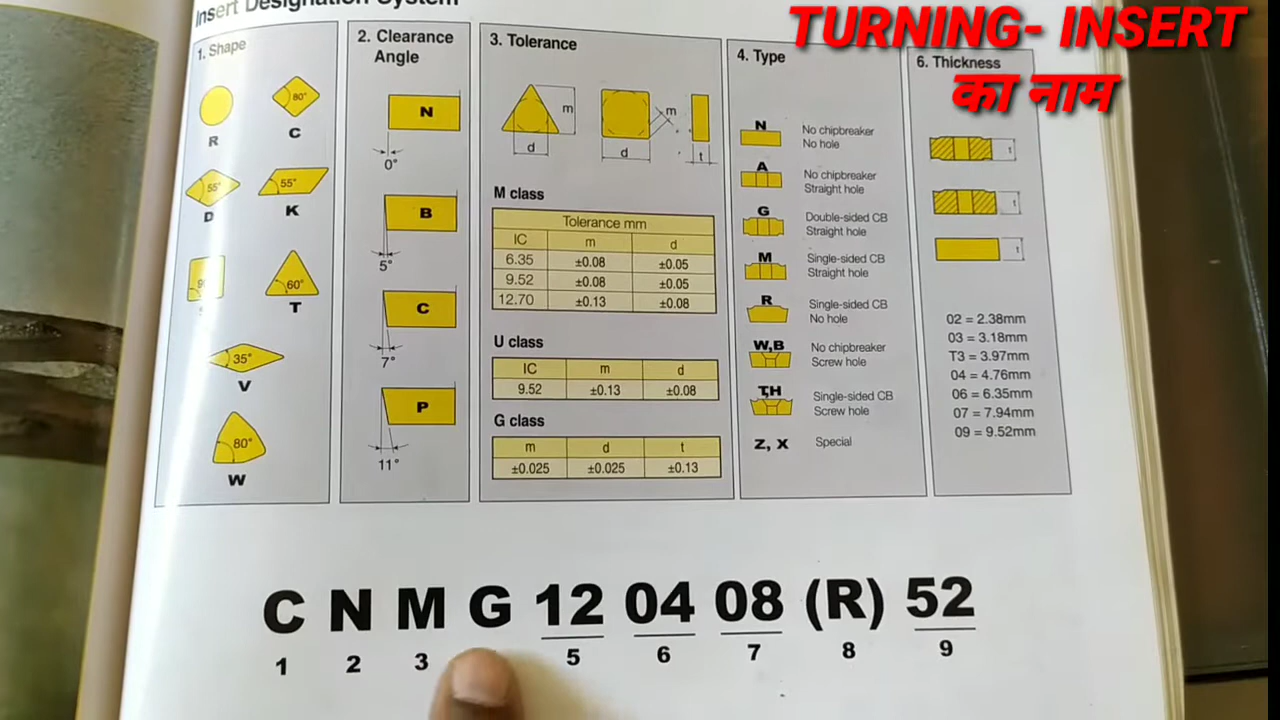 Insert Designation System
TURNING- INSERT
का नाम
1. Shape
R
80°
C
55°
D
55°
K
60°
T
35°
V
80°
W
2. Clearance
Angle
N
0°
B
5°
C
7°
P
11°
3. Tolerance
m
d
m
d
t
M class
Tolerance mm
IC m d
6.35 ±0.08 ±0.05
9.52 ±0.08 ±0.05
12.70 ±0.13 ±0.08
U class
IC m d
9.52 ±0.13 ±0.08
G class
m d t
±0.025 ±0.025 ±0.13
4. Type
N
No chipbreaker
No hole
A
No chipbreaker
Straight hole
G
Double-sided CB
Straight hole
M
Single-sided CB
Straight hole
R
Single-sided CB
No hole
W,B
No chipbreaker
Screw hole
T,H
Single-sided CB
Screw hole
Z, X Special
6. Thickness
t
t
t
02 = 2.38mm
03 = 3.18mm
T3 = 3.97mm
04 = 4.76mm
06 = 6.35mm
07 = 7.94mm
09 = 9.52mm
C N M G 12 04 08 (R) 52
1 2 3 5 6 7 8 9